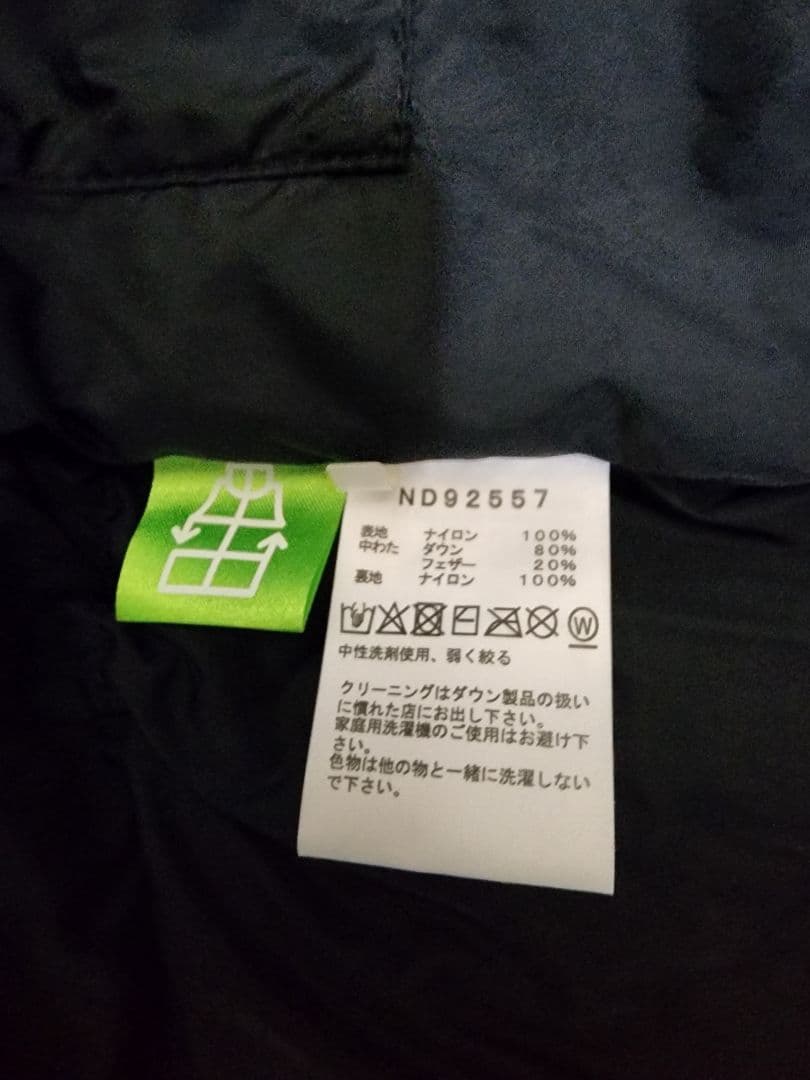 ND92557
表地 ナイロン 100%
中わた ダウン 80%
フェザー 20%
裏地 ナイロン 100%
W
中性洗剤使用、弱く絞る
クリーニングはダウン製品の扱い
に慣れた店にお出し下さい。
家庭用洗濯機のご使用はお避け下
さい。
色物は他の物と一緒に洗濯しない
で下さい。